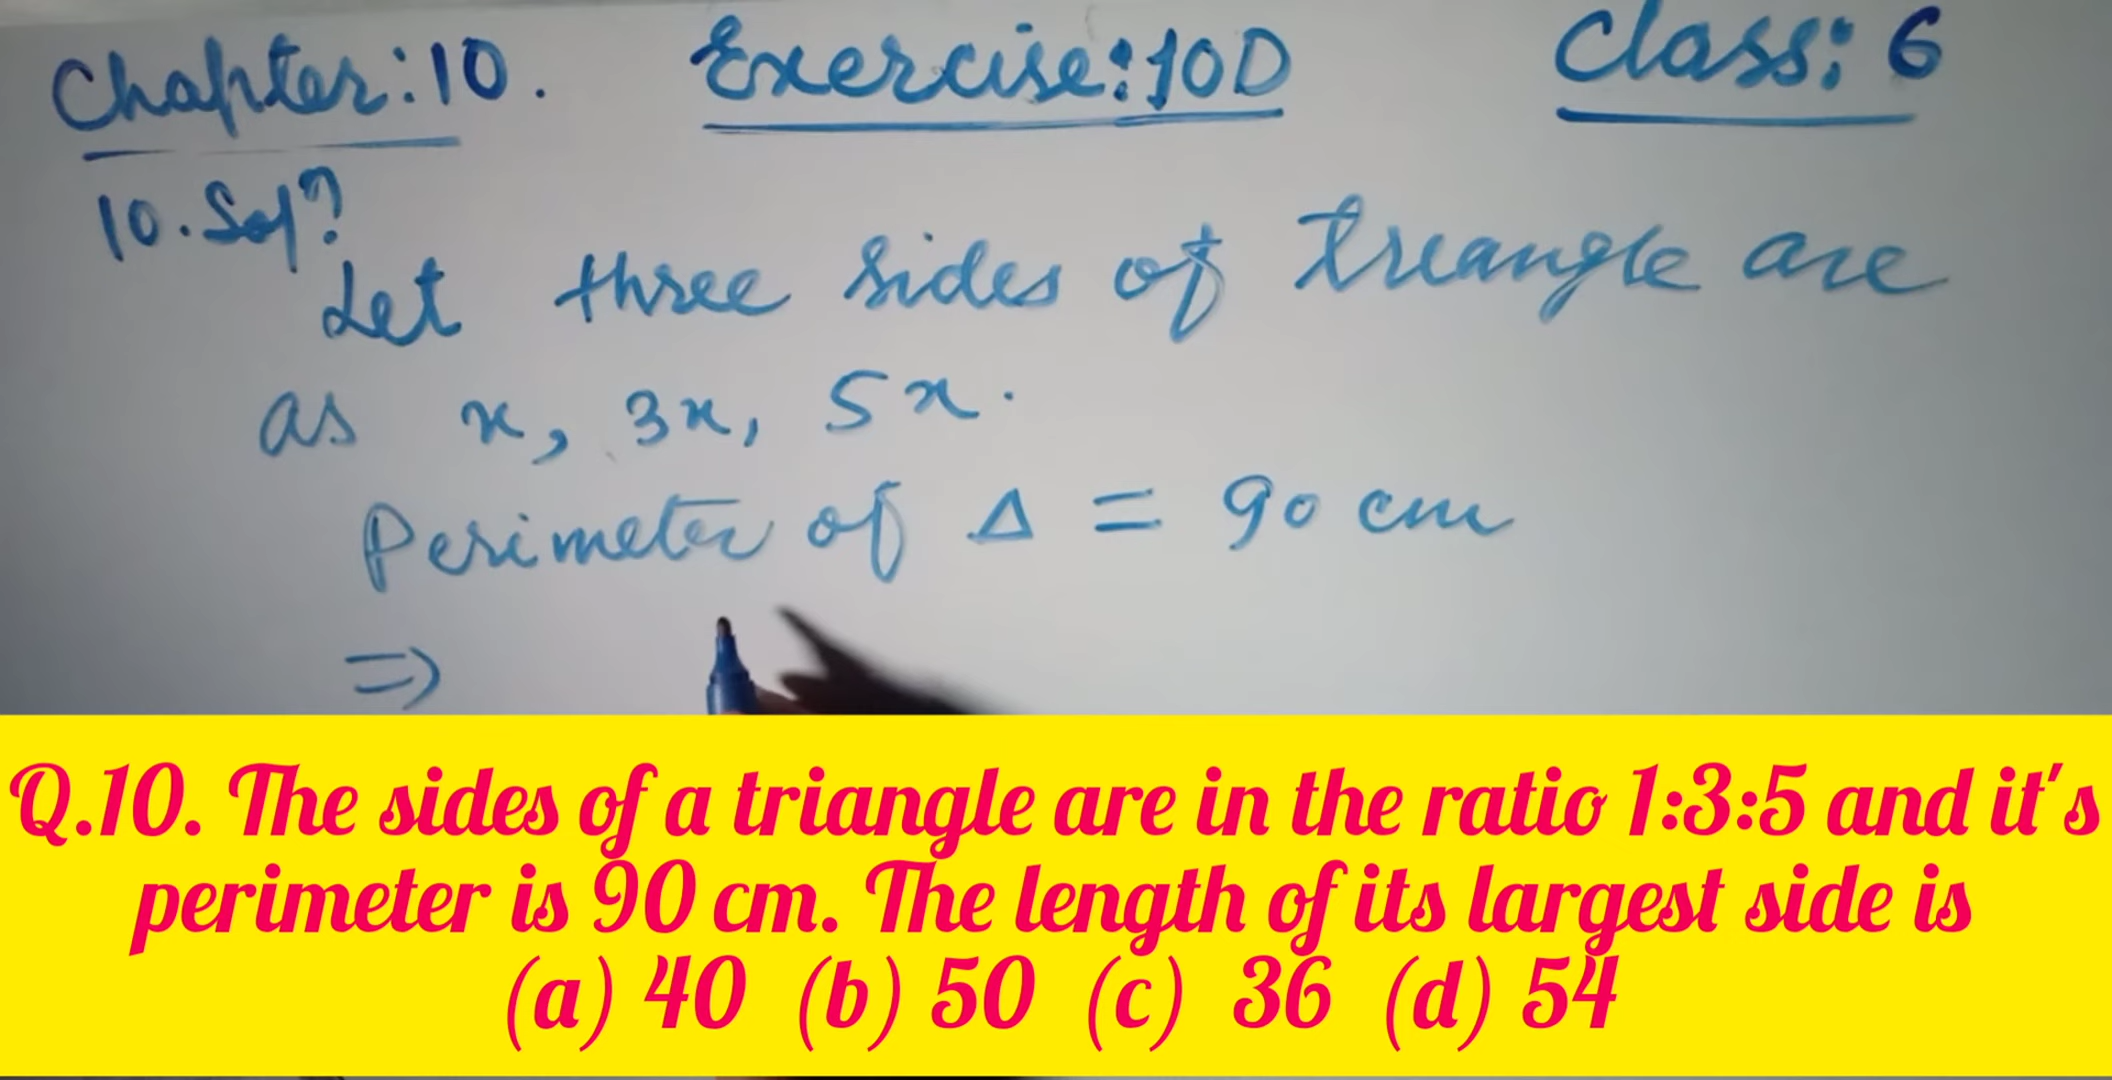 Chapter:10. Exercise:10D Class: 6
10. Sol?
Let three sides of treangle are
as x, 3x, 5x.
Perimeter of Δ = 90 cm
=>
Q.10. The sides of a triangle are in the ratio 1:3:5 and it's
perimeter is 90 cm. The length of its largest side is
(a) 40 (b) 50 (c) 36 (d) 54